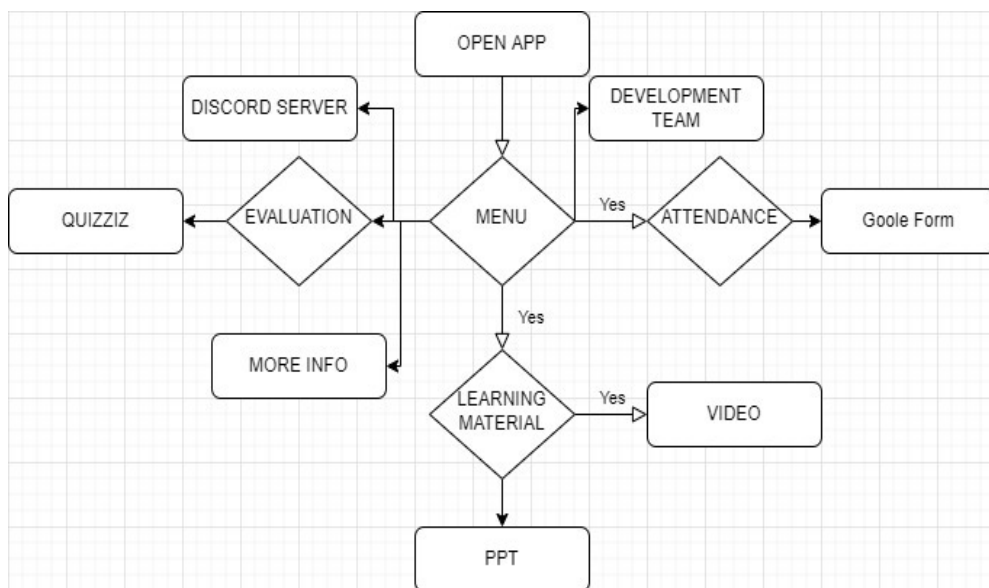 OPEN APP
DISCORD SERVER
DEVELOPMENT
TEAM
QUIZZIZ
EVALUATION
MENU
Yes
ATTENDANCE
Goole Form
Yes
MORE INFO
LEARNING
MATERIAL
Yes
VIDEO
PPT